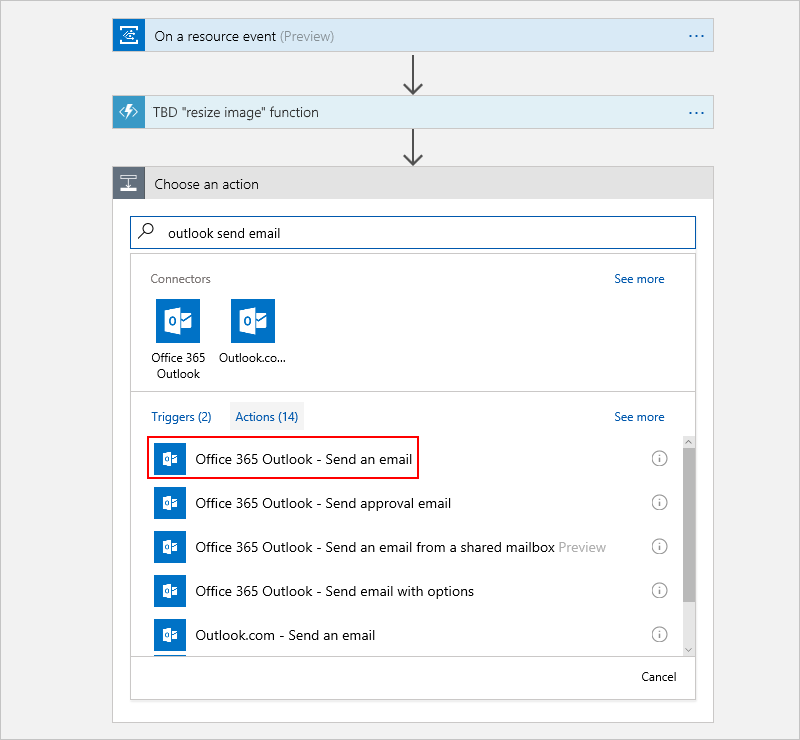 On a resource event (Preview)
TBD "resize image" function
Choose an action
outlook send email
Connectors
See more
Office 365
Outlook
Outlook.co...
Triggers (2)
Actions (14)
See more
Office 365 Outlook - Send an email
Office 365 Outlook - Send approval email
Office 365 Outlook - Send an email from a shared mailbox Preview
Office 365 Outlook - Send email with options
Outlook.com - Send an email
Cancel